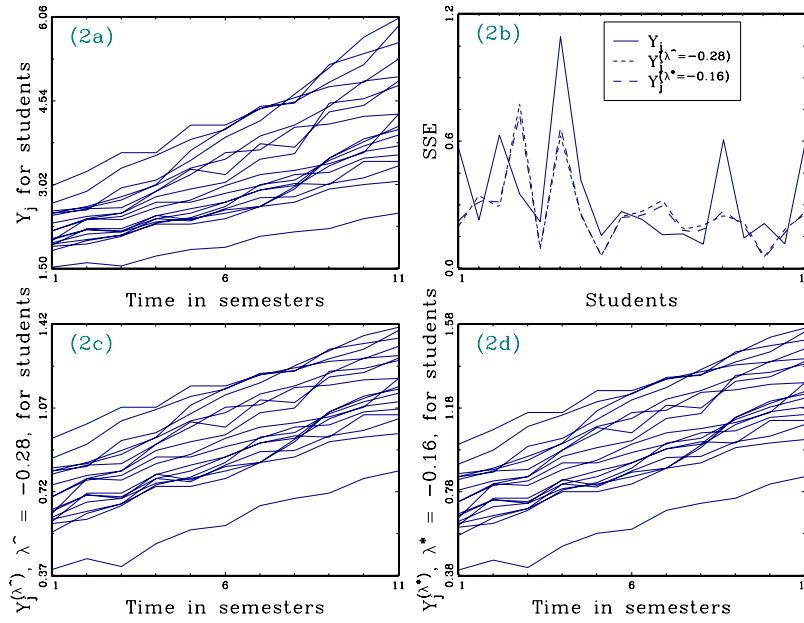 (2a)
Y_j for students
6.06
4.54
3.02
1.50
1
6
11
Time in semesters
(2b)
Y_j
Y_j^(λ^=−0.28)
Y_j^(λ*=−0.16)
SSE
1.2
0.6
0.0
1
1
Students
(2c)
Y_j^(λ^), λ^ = −0.28, for students
1.42
1.07
0.72
0.37
1
6
11
Time in semesters
(2d)
Y_j^(λ*), λ* = −0.16, for students
1.58
1.18
0.78
0.38
1
6
1
Time in semesters